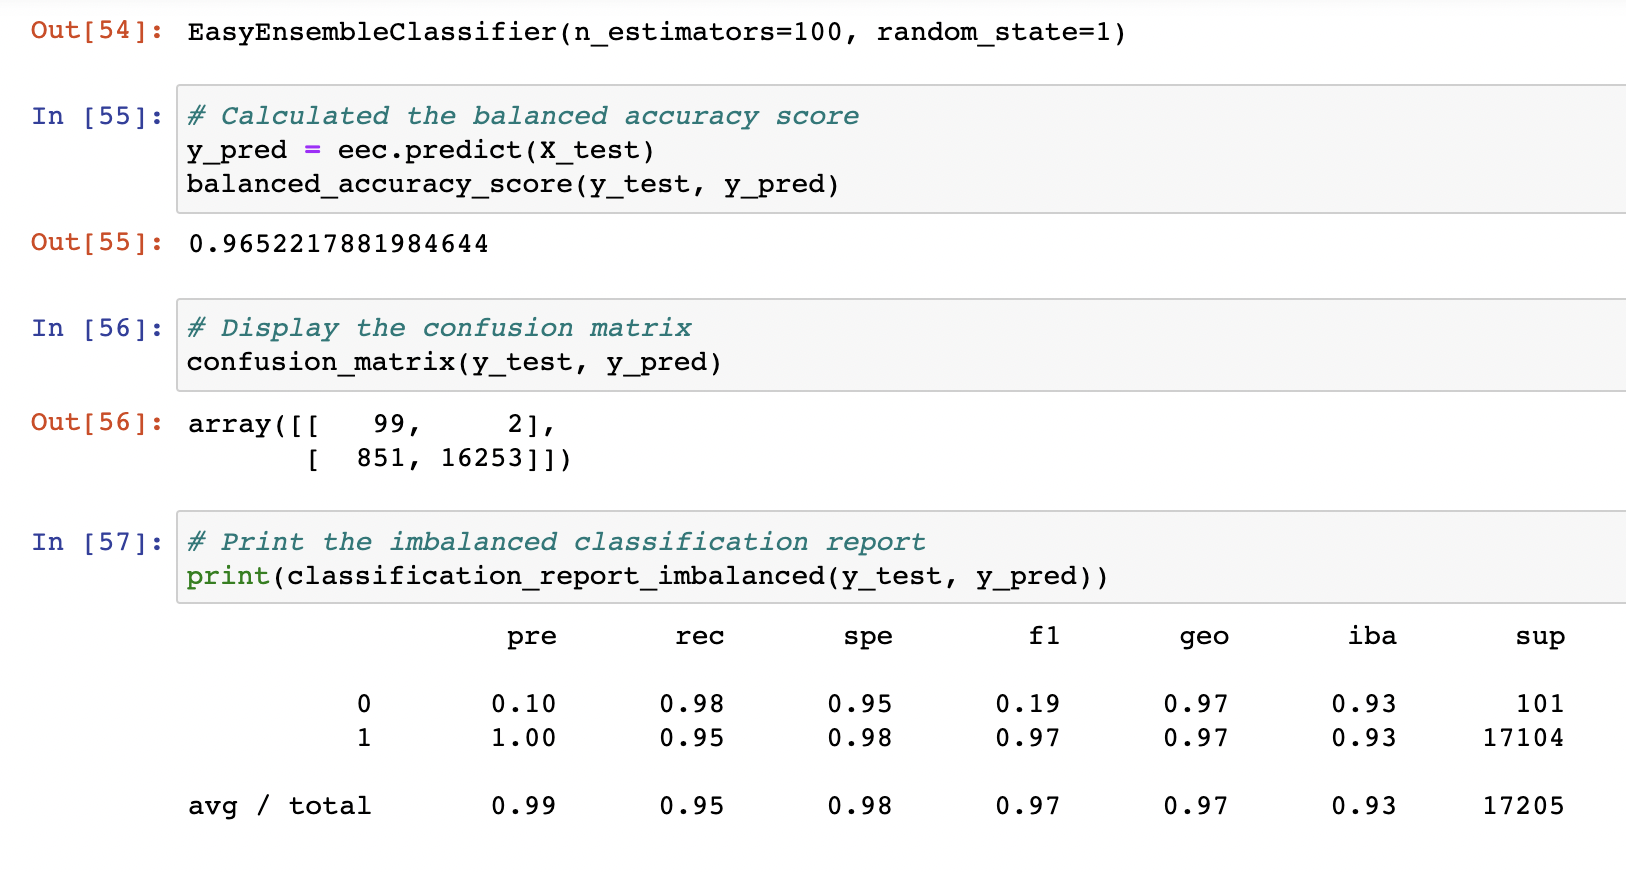 Out[54]: EasyEnsembleClassifier(n_estimators=100, random_state=1)
In [55]: # Calculated the balanced accuracy score
y_pred = eec.predict(X_test)
balanced_accuracy_score(y_test, y_pred)
Out[55]: 0.9652217881984644
In [56]: # Display the confusion matrix
confusion_matrix(y_test, y_pred)
Out[56]: array([[   99,     2],
       [  851, 16253]])
In [57]: # Print the imbalanced classification report
print(classification_report_imbalanced(y_test, y_pred))
pre rec spe f1 geo iba sup
0 0.10 0.98 0.95 0.19 0.97 0.93 101
1 1.00 0.95 0.98 0.97 0.97 0.93 17104
avg / total 0.99 0.95 0.98 0.97 0.97 0.93 17205